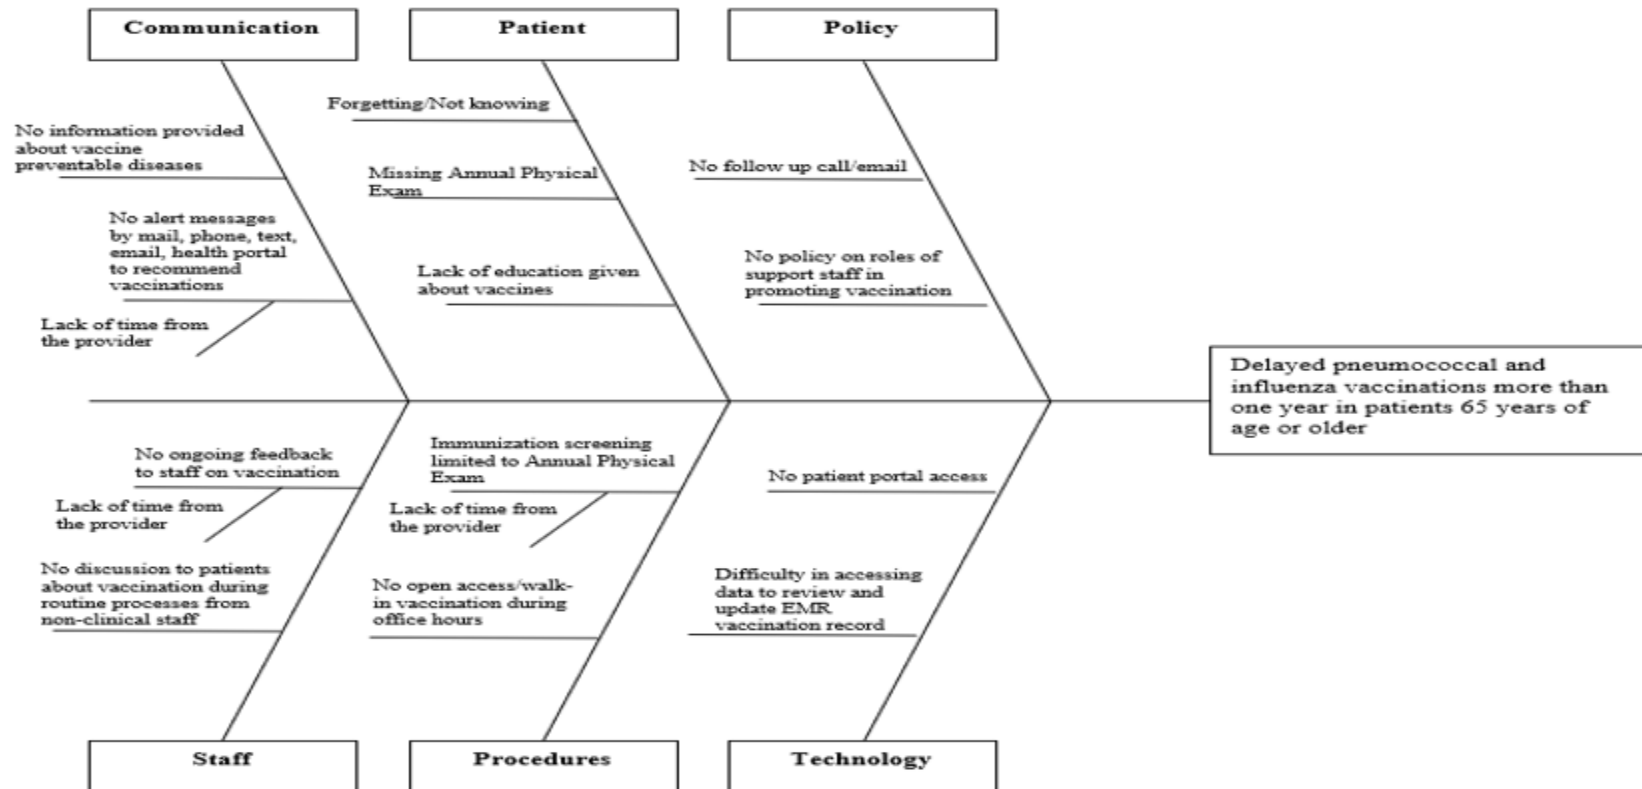 Communication
Patient
Policy
Forgetting/Not knowing
No information provided
about vaccine
preventable diseases
Missing Annual Physical
Exam
No follow up call/email
No alert messages
by mail, phone, text,
email, health portal
to recommend
vaccinations
Lack of education given
about vaccines
No policy on roles of
support staff in
promoting vaccination
Lack of time from
the provider
Delayed pneumococcal and
influenza vaccinations more than
one year in patients 65 years of
age or older
No ongoing feedback
to staff on vaccination
Immunization screening
limited to Annual Physical
Exam
No patient portal access
Lack of time from
the provider
Lack of time from
the provider
No discussion to patients
about vaccination during
routine processes from
non-clinical staff
No open access/walk-
in vaccination during
office hours
Difficulty in accessing
data to review and
update EMR
vaccination record
Staff
Procedures
Technology